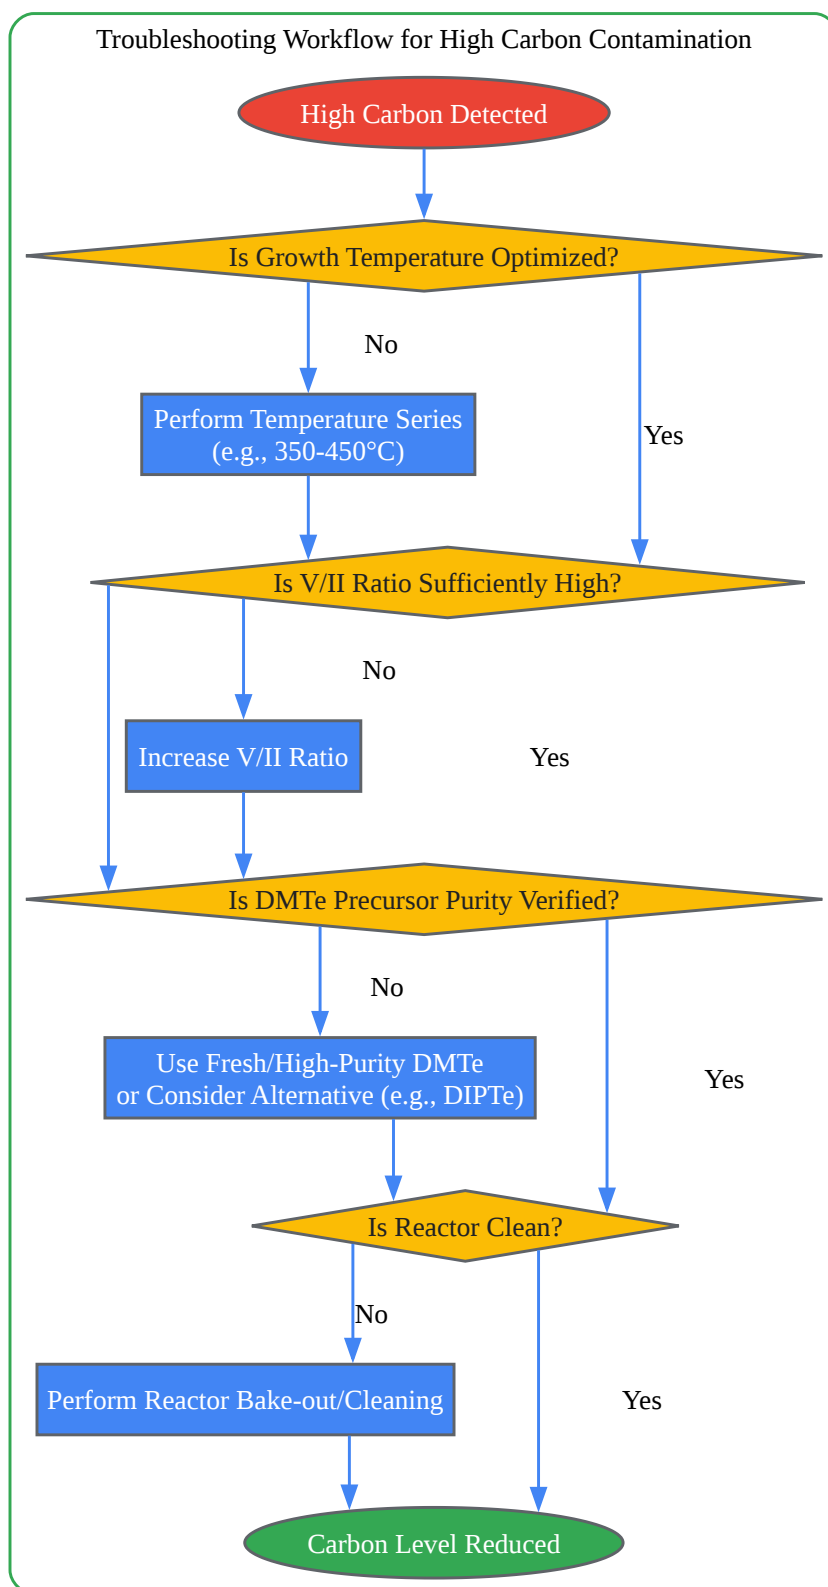 Troubleshooting Workflow for High Carbon Contamination
High Carbon Detected
Is Growth Temperature Optimized?
No
Perform Temperature Series
(e.g., 350-450°C)
Yes
Is V/II Ratio Sufficiently High?
No
Increase V/II Ratio
Yes
Is DMTe Precursor Purity Verified?
No
Use Fresh/High-Purity DMTe
or Consider Alternative (e.g., DIPTe)
Yes
Is Reactor Clean?
No
Perform Reactor Bake-out/Cleaning
Yes
Carbon Level Reduced